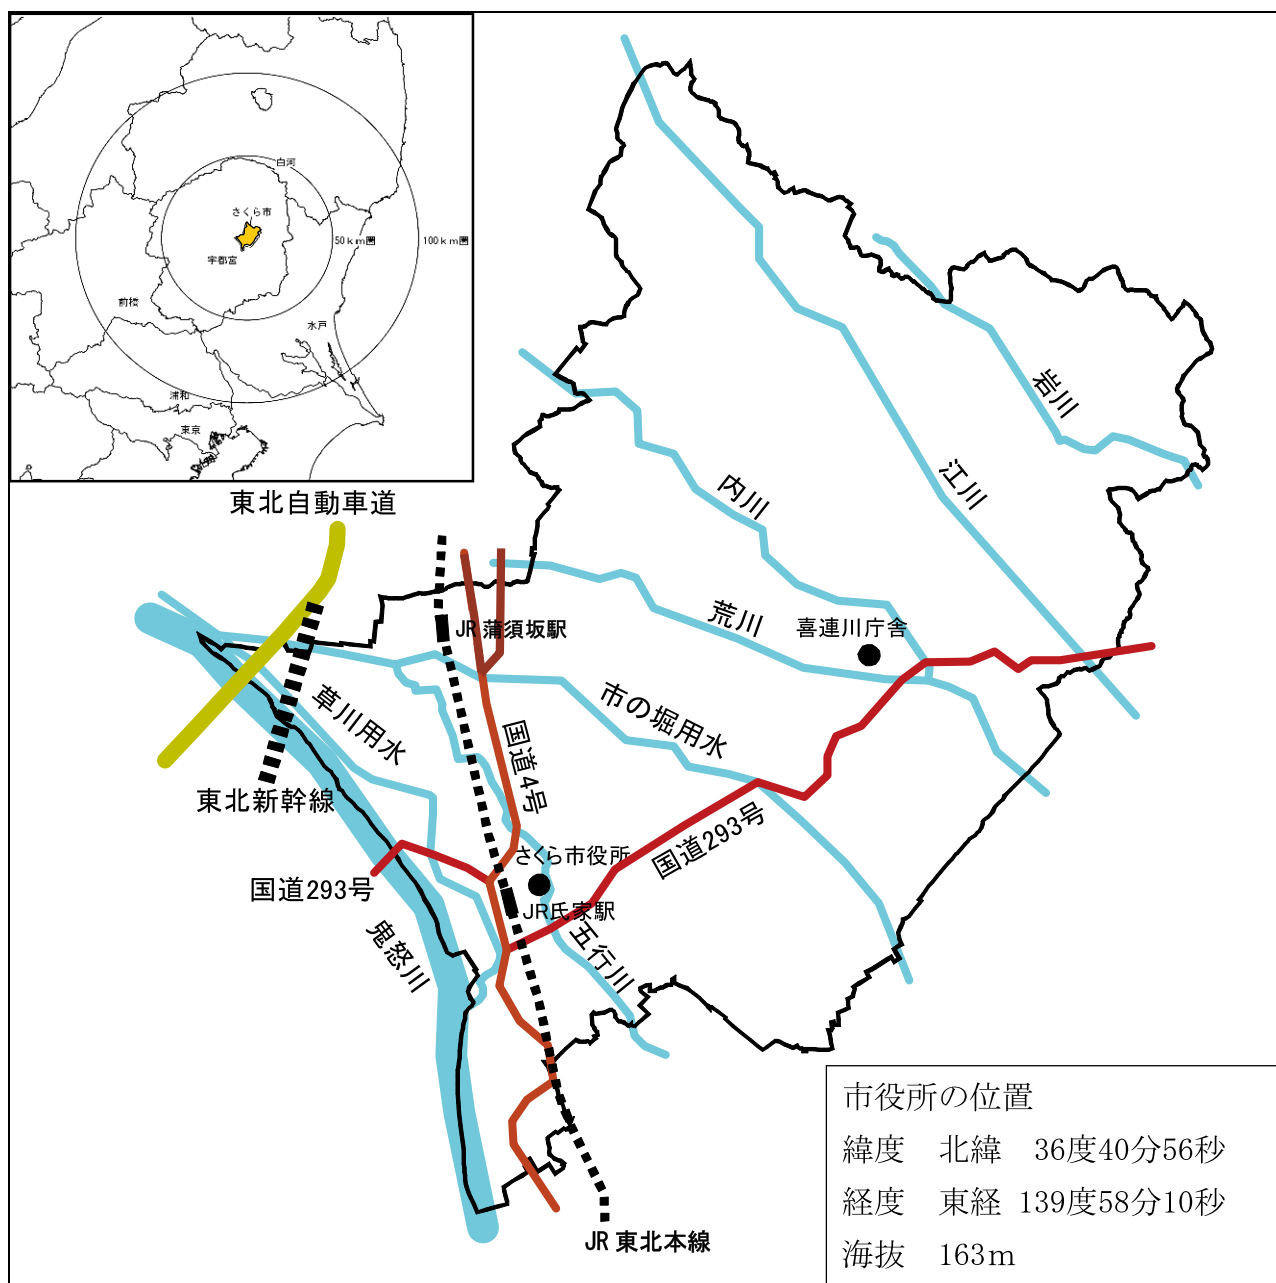 白河
さくら市
50km圏
100km圏
宇都宮
前橋
水戸
浦和
東京
東北自動車道
岩川
内川
江川
荒川
喜連川庁舎
JR 蒲須坂駅
市の堀用水
草川用水
国道4号
東北新幹線
国道293号
さくら市役所
国道293号
JR氏家駅
鬼怒川
五行川
JR 東北本線
市役所の位置
緯度 北緯 36度40分56秒
経度 東経 139度58分10秒
海抜 163m